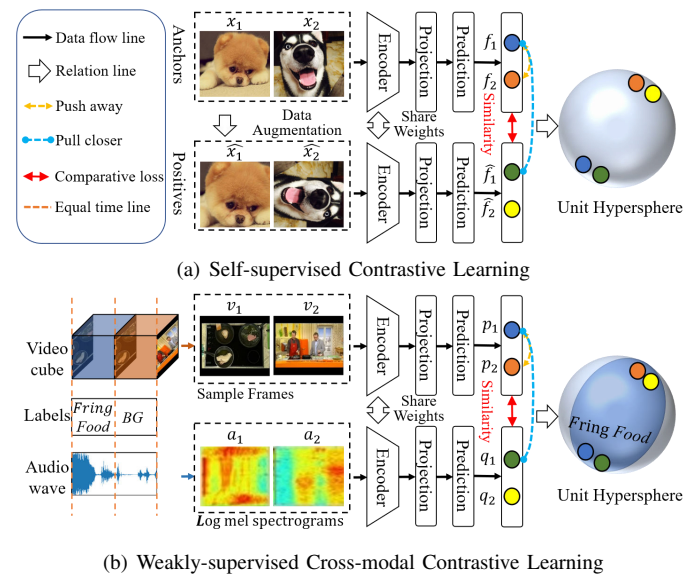 Data flow line
Relation line
Push away
Pull closer
Comparative loss
Equal time line
Anchors
Positives
x₁ x₂
Data
Augmentation
x̂₁ x̂₂
Encoder
Projection
Prediction
Share
Weights
Encoder
Projection
Prediction
f₁
f₂
Similarity
f̂₁
f̂₂
Unit Hypersphere
(a) Self-supervised Contrastive Learning
Video
cube
Labels
Fring
Food
BG
Audio
wave
v₁ v₂
Sample Frames
a₁ a₂
Log mel spectrograms
Encoder
Projection
Prediction
Share
Weights
Encoder
Projection
Prediction
p₁
p₂
Similarity
q₁
q₂
Fring Food
Unit Hypersphere
(b) Weakly-supervised Cross-modal Contrastive Learning